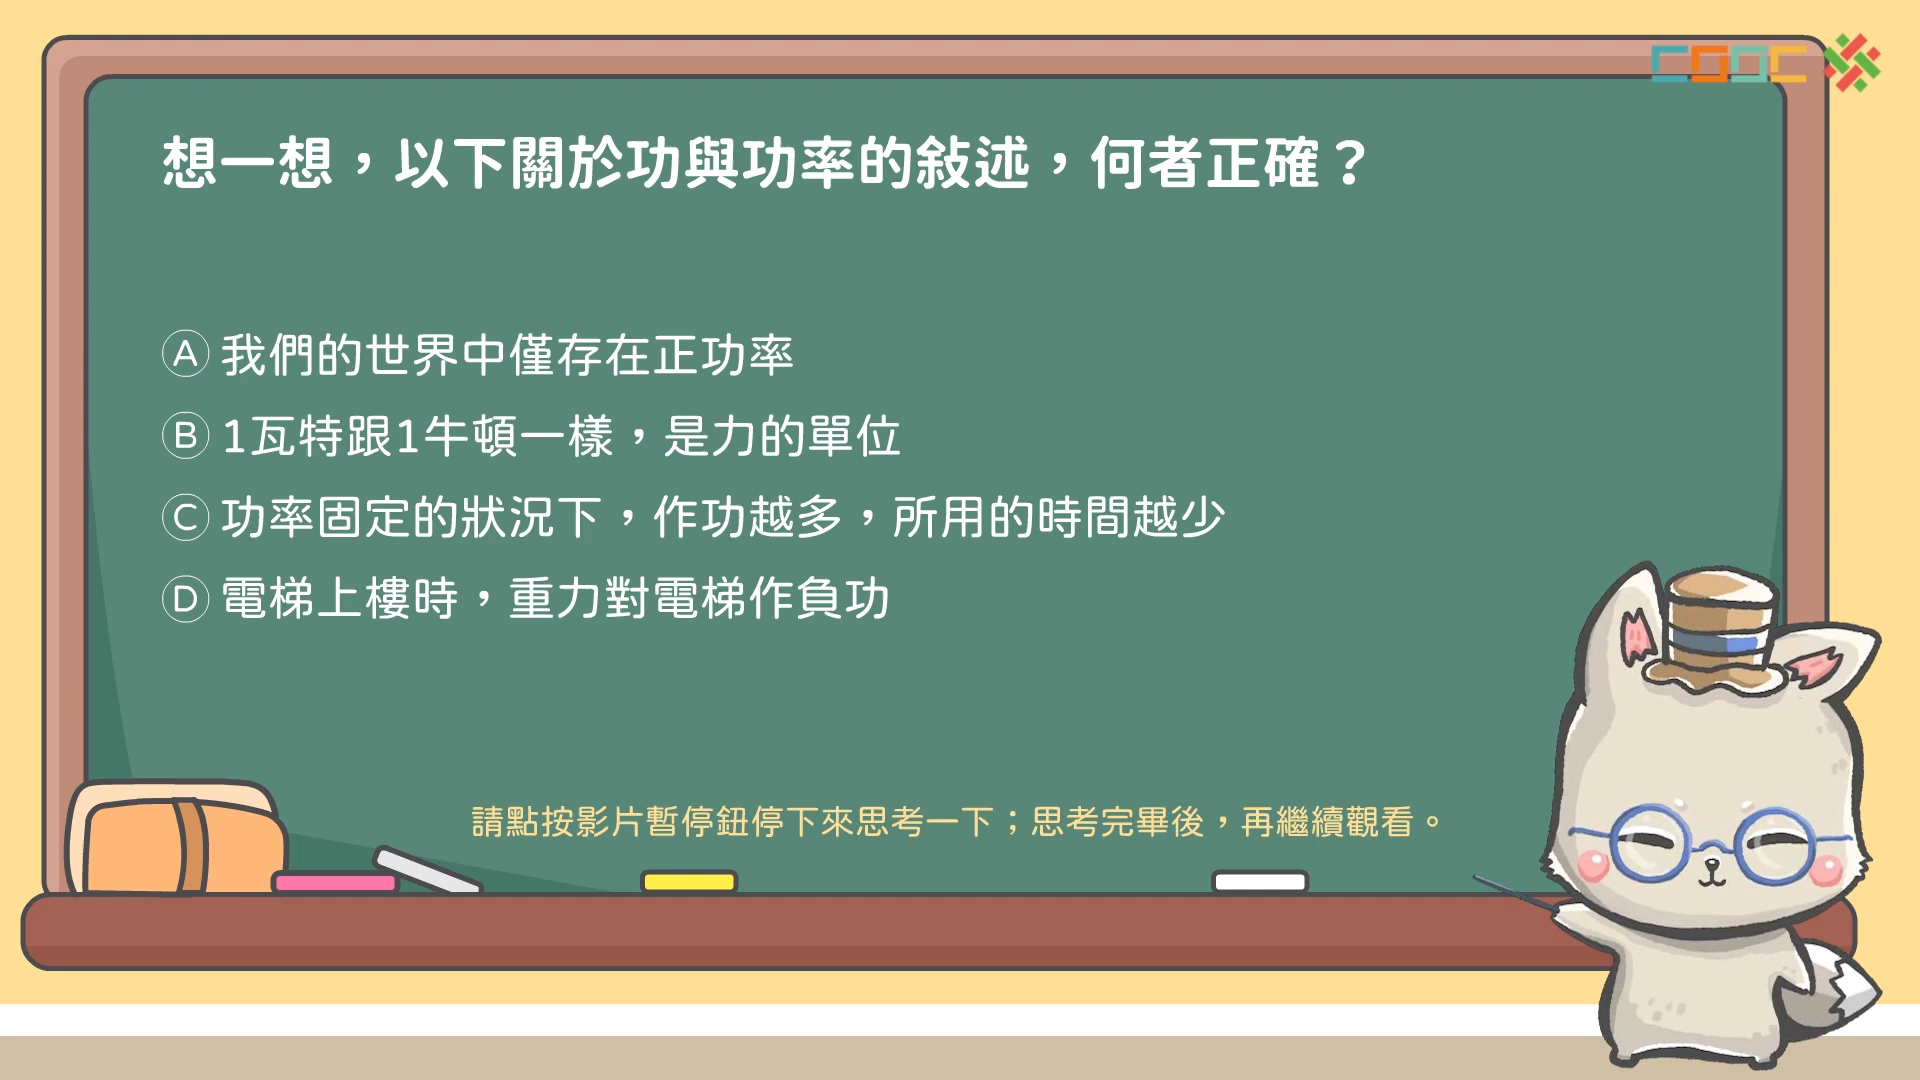 COOC
想一想，以下關於功與功率的敍述，何者正確？
Ⓐ 我們的世界中僅存在正功率
Ⓑ 1瓦特跟1牛頓一樣，是力的單位
Ⓒ 功率固定的狀況下，作功越多，所用的時間越少
Ⓓ 電梯上樓時，重力對電梯作負功
請點按影片暫停鈕停下來思考一下；思考完畢後，再繼續觀看。